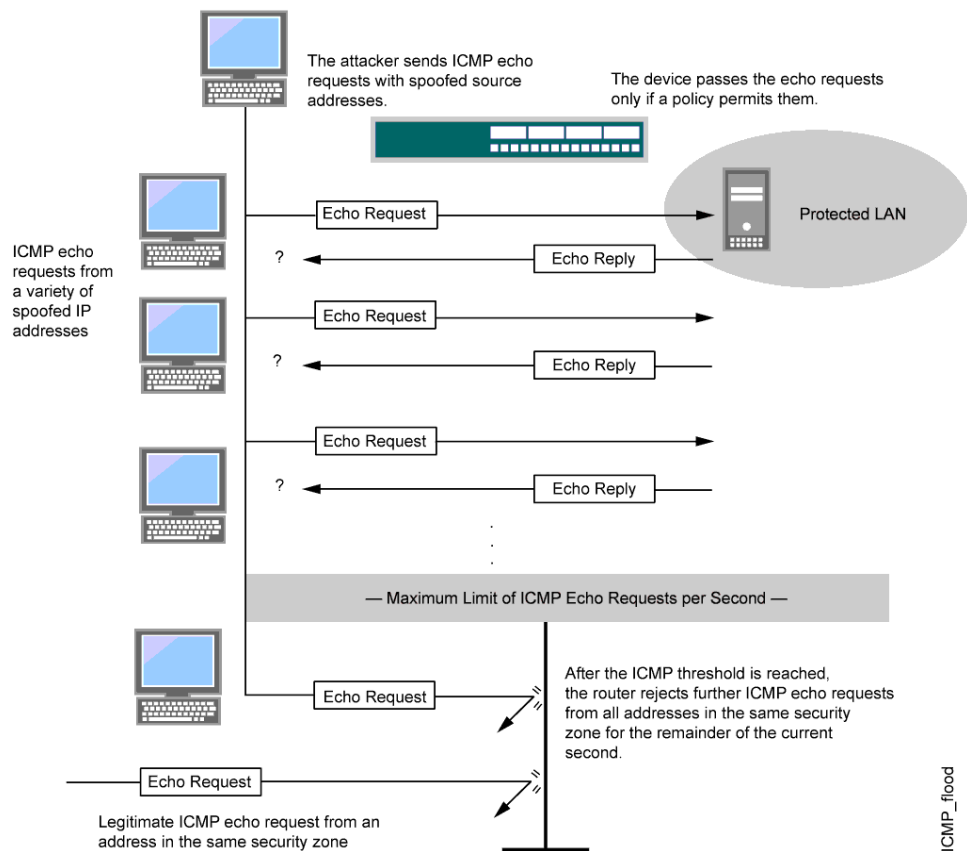 The attacker sends ICMP echo
requests with spoofed source
addresses.
The device passes the echo requests
only if a policy permits them.
ICMP echo
requests from
a variety of
spoofed IP
addresses
Echo Request
Protected LAN
?
Echo Reply
Echo Request
?
Echo Reply
Echo Request
?
Echo Reply
.
.
.
— Maximum Limit of ICMP Echo Requests per Second —
After the ICMP threshold is reached,
the router rejects further ICMP echo requests
from all addresses in the same security
zone for the remainder of the current
second.
Echo Request
Echo Request
Legitimate ICMP echo request from an
address in the same security zone
ICMP_flood